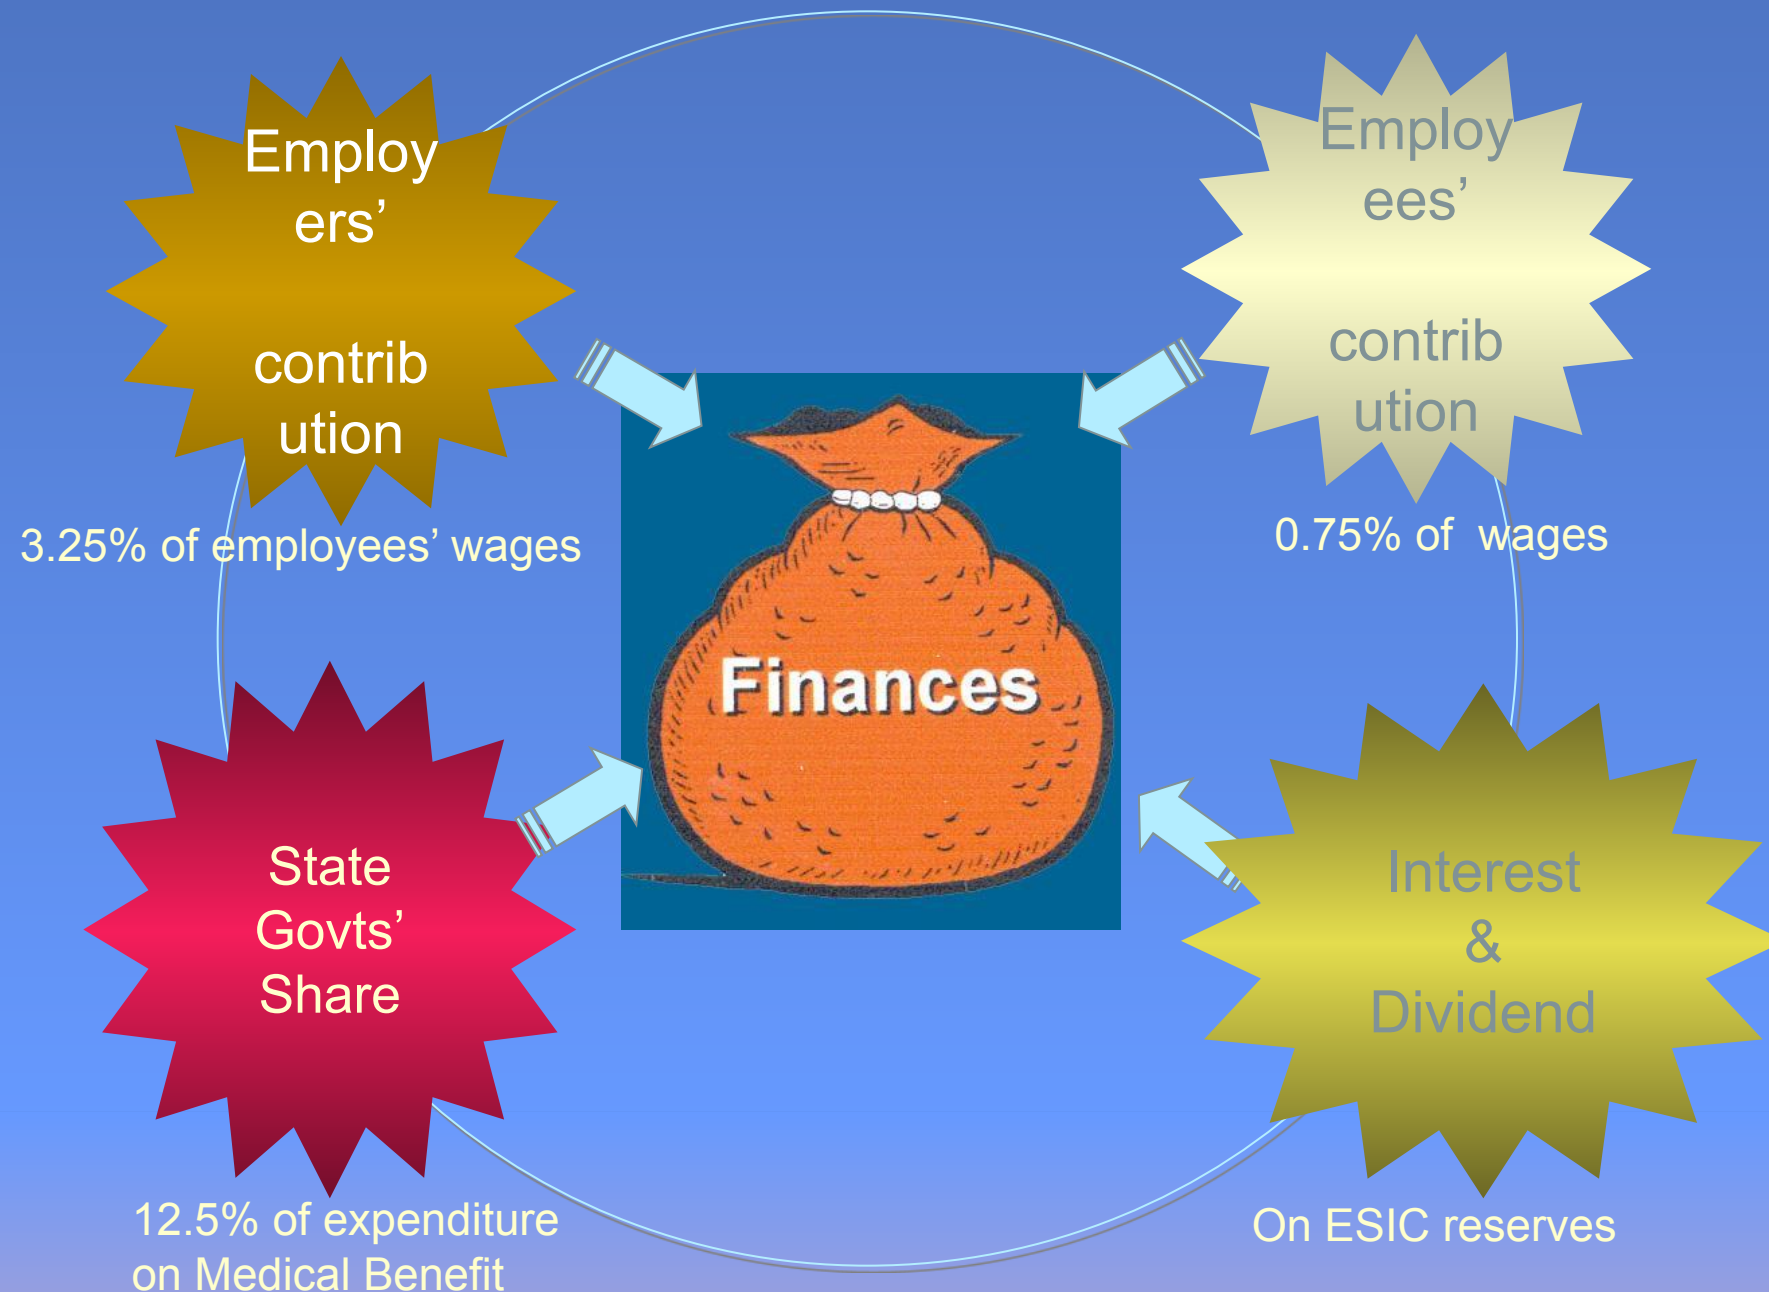 Employ
ers’
contrib
ution
3.25% of employees’ wages
Employ
ees’
contrib
ution
0.75% of wages
Finances
State
Govts’
Share
12.5% of expenditure
on Medical Benefit
Interest
&
Dividend
On ESIC reserves